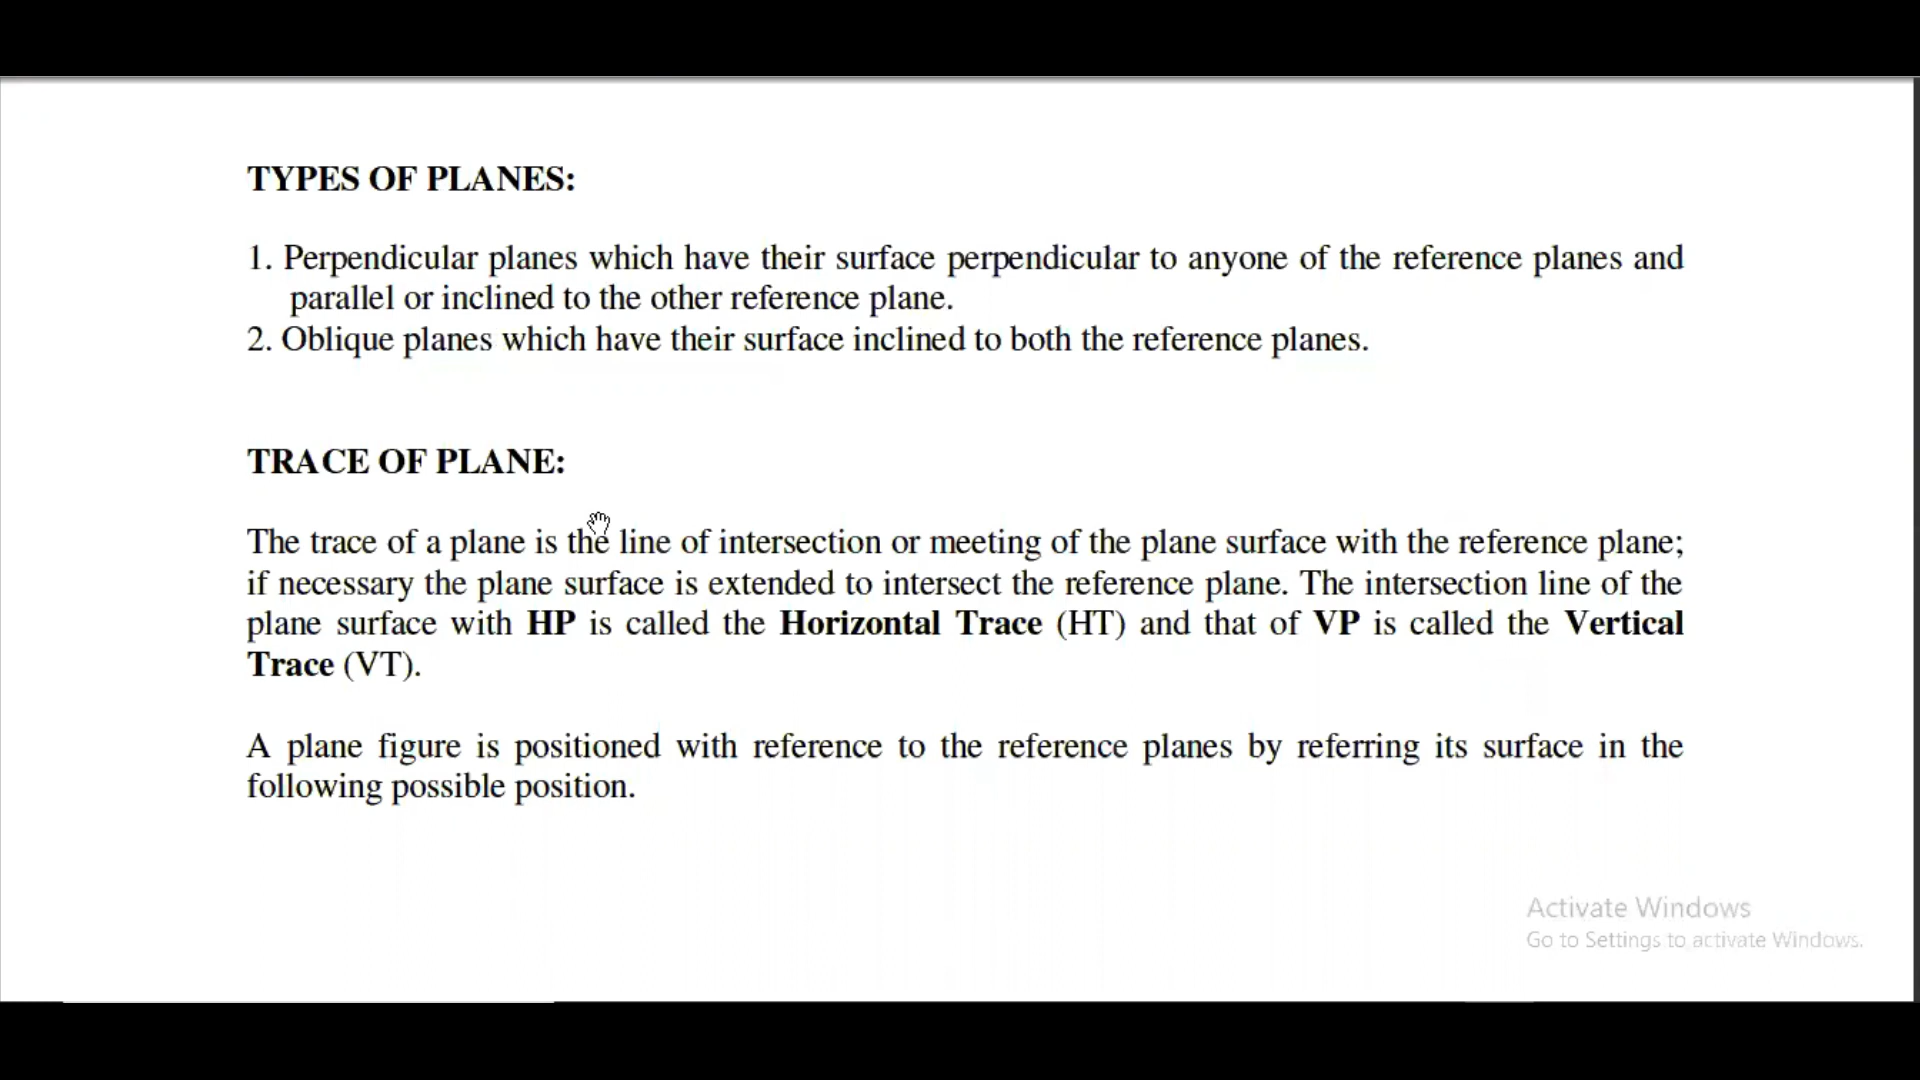 TYPES OF PLANES:
1. Perpendicular planes which have their surface perpendicular to anyone of the reference planes and
parallel or inclined to the other reference plane.
2. Oblique planes which have their surface inclined to both the reference planes.
TRACE OF PLANE:
The trace of a plane is the line of intersection or meeting of the plane surface with the reference plane;
if necessary the plane surface is extended to intersect the reference plane. The intersection line of the
plane surface with HP is called the Horizontal Trace (HT) and that of VP is called the Vertical
Trace (VT).
A plane figure is positioned with reference to the reference planes by referring its surface in the
following possible position.
Activate Windows
Go to Settings to activate Windows.